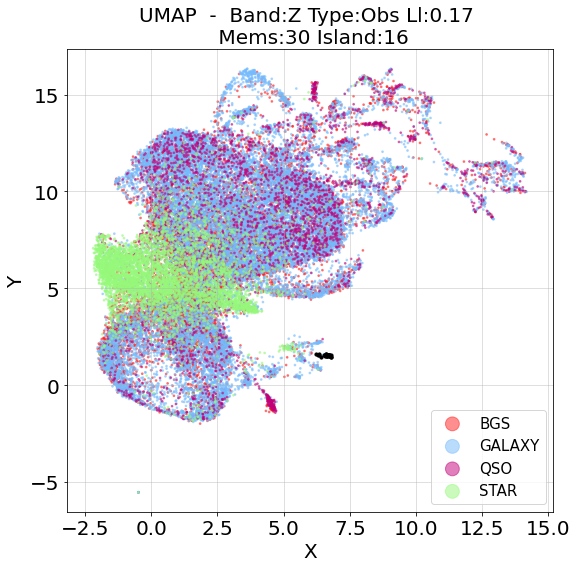 UMAP - Band:Z Type:Obs Ll:0.17
Mems:30 Island:16
Y
15
10
5
0
−5
−2.5 0.0 2.5 5.0 7.5 10.0 12.5 15.0
X
BGS
GALAXY
QSO
STAR